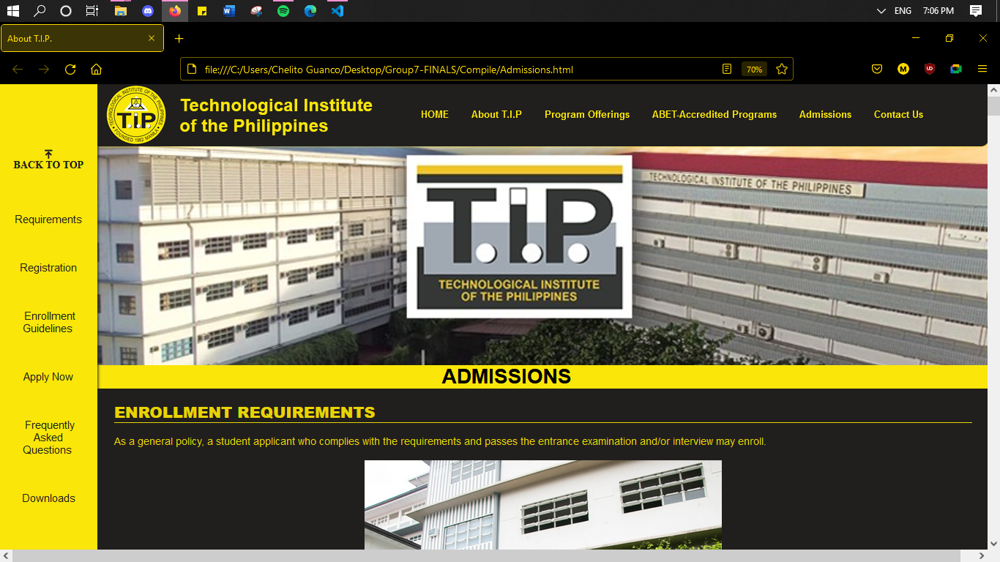 ENG 7:06 PM
About T.I.P.
file:///C:/Users/Chelito Guanco/Desktop/Group7-FINALS/Compile/Admissions.html 70%
TECHNOLOGICAL INSTITUTE OF THE PHILIPPINES
T.I.P.
FOUNDED 1962 MANILA
Technological Institute
of the Philippines
HOME About T.I.P Program Offerings ABET-Accredited Programs Admissions Contact Us
BACK TO TOP
Requirements
Registration
Enrollment
Guidelines
Apply Now
Frequently
Asked
Questions
Downloads
T.I.P.
TECHNOLOGICAL INSTITUTE
OF THE PHILIPPINES
TECHNOLOGICAL INSTITUTE OF THE PHILIPPINES
ADMISSIONS
ENROLLMENT REQUIREMENTS
As a general policy, a student applicant who complies with the requirements and passes the entrance examination and/or interview may enroll.